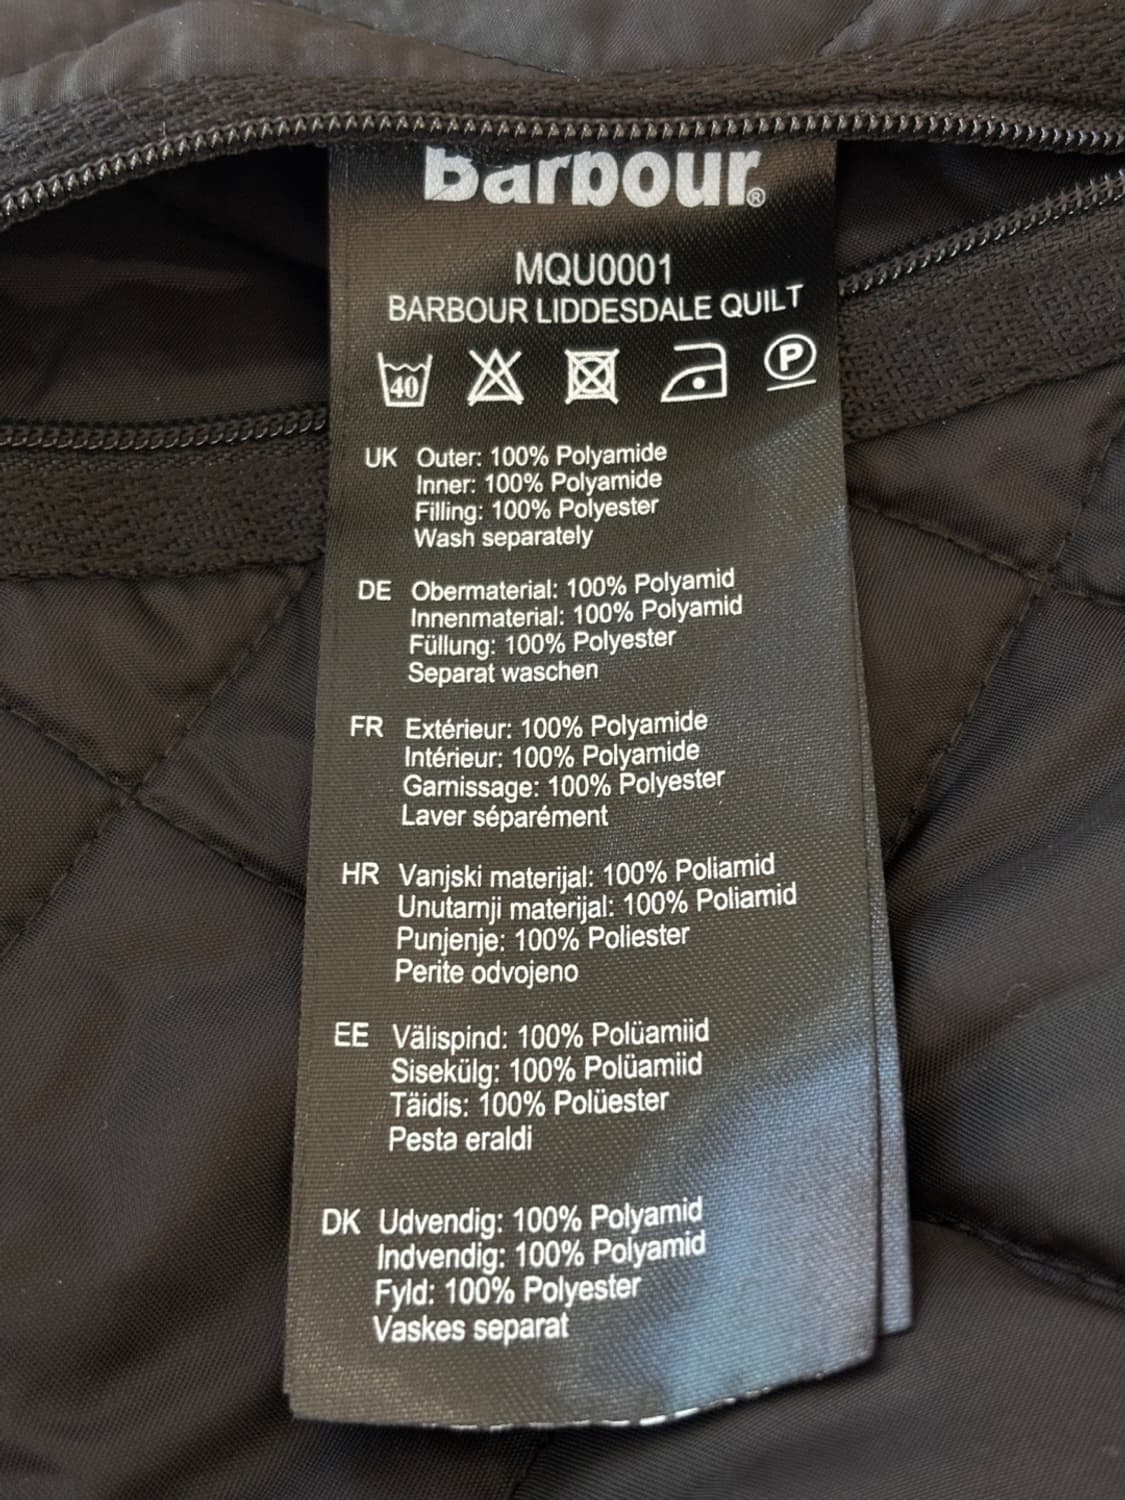 Barbour®
MQU0001
BARBOUR LIDDESDALE QUILT
40 P
UK Outer: 100% Polyamide
Inner: 100% Polyamide
Filling: 100% Polyester
Wash separately
DE Obermaterial: 100% Polyamid
Innenmaterial: 100% Polyamid
Füllung: 100% Polyester
Separat waschen
FR Extérieur: 100% Polyamide
Intérieur: 100% Polyamide
Garnissage: 100% Polyester
Laver séparément
HR Vanjski materijal: 100% Poliamid
Unutarnji materijal: 100% Poliamid
Punjenje: 100% Poliester
Perite odvojeno
EE Välispind: 100% Polüamiid
Sisekülg: 100% Polüamiid
Täidis: 100% Polüester
Pesta eraldi
DK Udvendig: 100% Polyamid
Indvendig: 100% Polyamid
Fyld: 100% Polyester
Vaskes separat